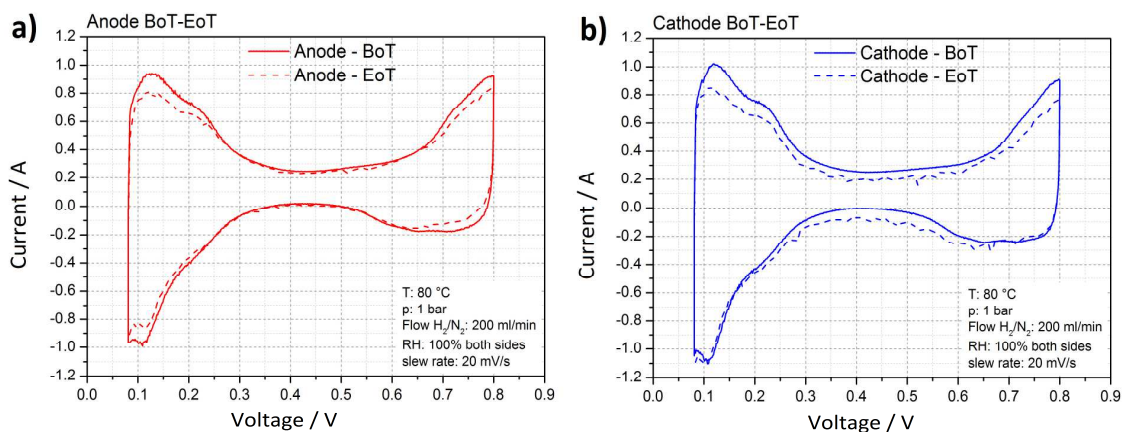 a)
Anode BoT-EoT
Anode - BoT
Anode - EoT
1.2
1.0
0.8
0.6
0.4
0.2
0.0
-0.2
-0.4
-0.6
-0.8
-1.0
-1.2
Current / A
T: 80 °C
p: 1 bar
Flow H₂/N₂: 200 ml/min
RH: 100% both sides
slew rate: 20 mV/s
0.0 0.1 0.2 0.3 0.4 0.5 0.6 0.7 0.8 0.9
Voltage / V
b)
Cathode BoT-EoT
Cathode - BoT
Cathode - EoT
1.2
1.0
0.8
0.6
0.4
0.2
0.0
-0.2
-0.4
-0.6
-0.8
-1.0
-1.2
Current / A
T: 80 °C
p: 1 bar
Flow H₂/N₂: 200 ml/min
RH: 100% both sides
slew rate: 20 mV/s
0.0 0.1 0.2 0.3 0.4 0.5 0.6 0.7 0.8 0.9
Voltage / V